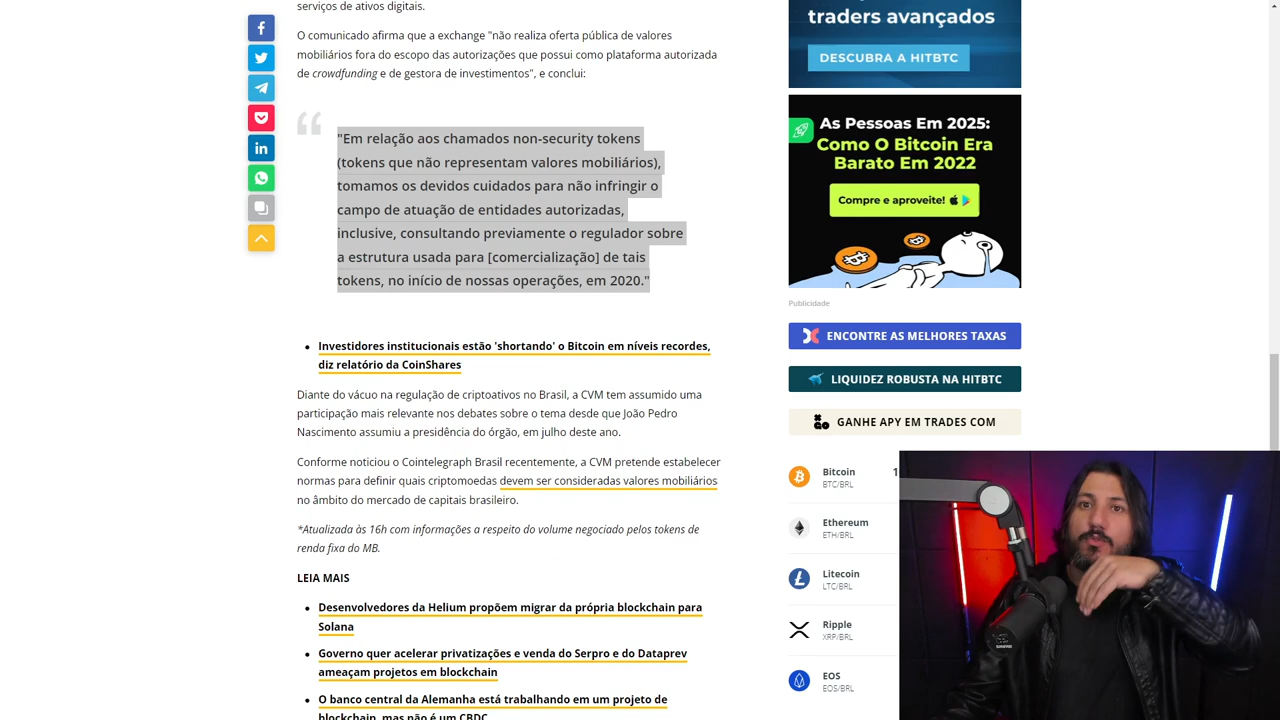 serviços de ativos digitais.
O comunicado afirma que a exchange "não realiza oferta pública de valores
mobiliários fora do escopo das autorizações que possui como plataforma autorizada
de crowdfunding e de gestora de investimentos", e conclui:
"Em relação aos chamados non-security tokens
(tokens que não representam valores mobiliários),
tomamos os devidos cuidados para não infringir o
campo de atuação de entidades autorizadas,
inclusive, consultando previamente o regulador sobre
a estrutura usada para [comercialização] de tais
tokens, no início de nossas operações, em 2020."
Investidores institucionais estão 'shortando' o Bitcoin em níveis recordes,
diz relatório da CoinShares
Diante do vácuo na regulação de criptoativos no Brasil, a CVM tem assumido uma
participação mais relevante nos debates sobre o tema desde que João Pedro
Nascimento assumiu a presidência do órgão, em julho deste ano.
Conforme noticiou o Cointelegraph Brasil recentemente, a CVM pretende estabelecer
normas para definir quais criptomoedas devem ser consideradas valores mobiliários
no âmbito do mercado de capitais brasileiro.
*Atualizada às 16h com informações a respeito do volume negociado pelos tokens de
renda fixa do MB.
LEIA MAIS
Desenvolvedores da Helium propõem migrar da própria blockchain para
Solana
Governo quer acelerar privatizações e venda do Serpro e do Dataprev
ameaçam projetos em blockchain
O banco central da Alemanha está trabalhando em um projeto de
blockchain, mas não é um CBDC
traders avançados
DESCUBRA A HITBTC
As Pessoas Em 2025:
Como O Bitcoin Era
Barato Em 2022
Compre e aproveite!
Publicidade
ENCONTRE AS MELHORES TAXAS
LIQUIDEZ ROBUSTA NA HITBTC
GANHE APY EM TRADES COM
Bitcoin 1
BTC/BRL
Ethereum
ETH/BRL
Litecoin
LTC/BRL
Ripple
XRP/BRL
EOS
EOS/BRL